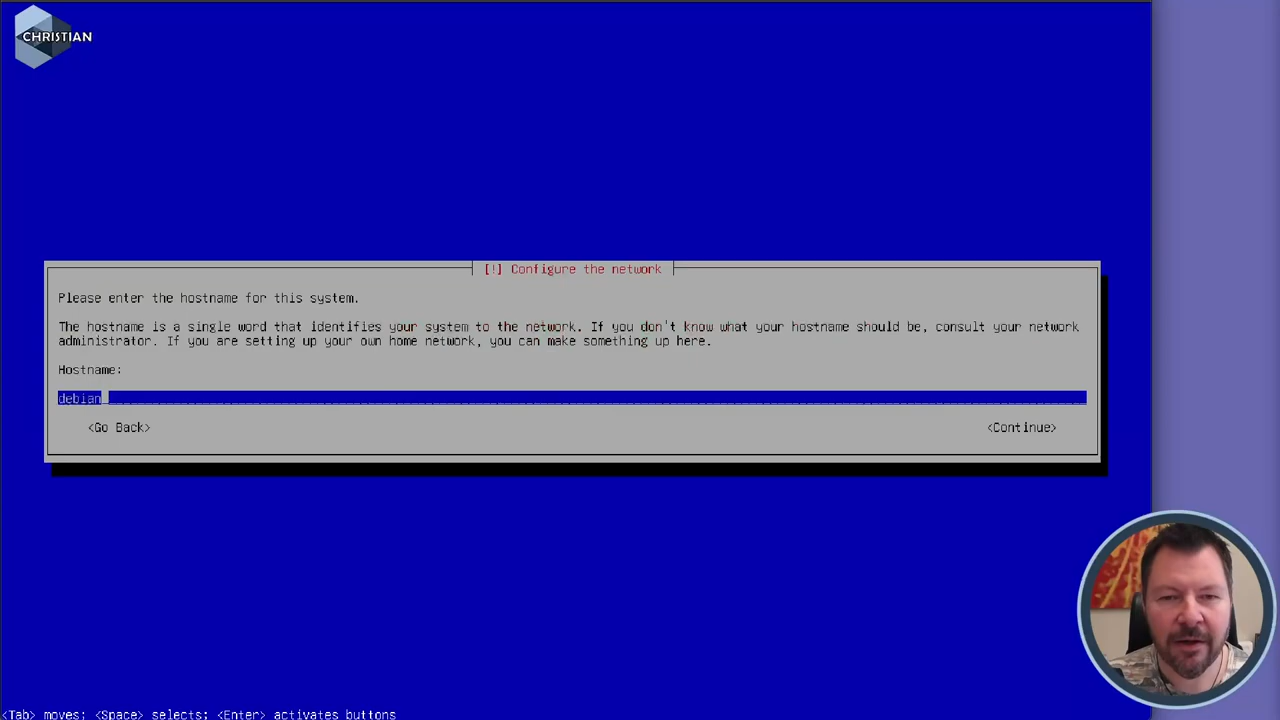 CHRISTIAN
[!] Configure the network
Please enter the hostname for this system.
The hostname is a single word that identifies your system to the network. If you don't know what your hostname should be, consult your network
administrator. If you are setting up your own home network, you can make something up here.
Hostname:
debian
<Go Back> <Continue>
<Tab> moves; <Space> selects; <Enter> activates buttons